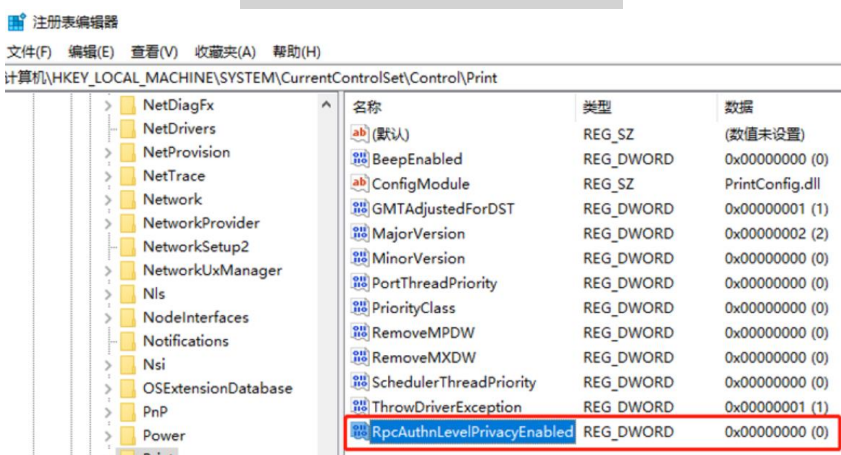 注册表编辑器
文件(F) 编辑(E) 查看(V) 收藏夹(A) 帮助(H)
计算机\HKEY_LOCAL_MACHINE\SYSTEM\CurrentControlSet\Control\Print
NetDiagFx
NetDrivers
NetProvision
NetTrace
Network
NetworkProvider
NetworkSetup2
NetworkUxManager
Nls
NodeInterfaces
Notifications
Nsi
OSExtensionDatabase
PnP
Power
名称 类型 数据
(默认) REG_SZ (数值未设置)
BeepEnabled REG_DWORD 0x00000000 (0)
ConfigModule REG_SZ PrintConfig.dll
GMTAdjustedForDST REG_DWORD 0x00000001 (1)
MajorVersion REG_DWORD 0x00000002 (2)
MinorVersion REG_DWORD 0x00000000 (0)
PortThreadPriority REG_DWORD 0x00000000 (0)
PriorityClass REG_DWORD 0x00000000 (0)
RemoveMPDW REG_DWORD 0x00000000 (0)
RemoveMXDW REG_DWORD 0x00000000 (0)
SchedulerThreadPriority REG_DWORD 0x00000000 (0)
ThrowDriverException REG_DWORD 0x00000001 (1)
RpcAuthnLevelPrivacyEnabled REG_DWORD 0x00000000 (0)